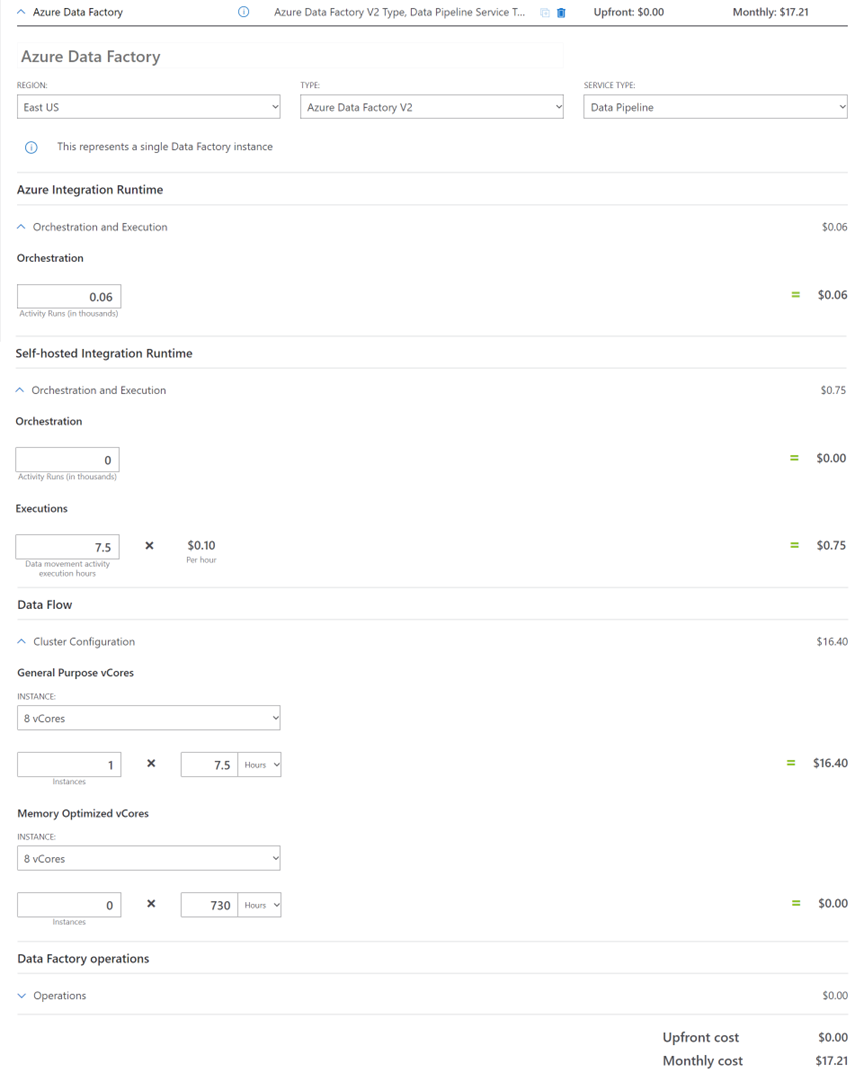 Azure Data Factory Azure Data Factory V2 Type, Data Pipeline Service T... Upfront: $0.00 Monthly: $17.21
Azure Data Factory
REGION: TYPE: SERVICE TYPE:
East US Azure Data Factory V2 Data Pipeline
This represents a single Data Factory instance
Azure Integration Runtime
Orchestration and Execution $0.06
Orchestration
0.06 = $0.06
Activity Runs (in thousands)
Self-hosted Integration Runtime
Orchestration and Execution $0.75
Orchestration
0 = $0.00
Activity Runs (in thousands)
Executions
7.5 × $0.10 = $0.75
Data movement activity Per hour
execution hours
Data Flow
Cluster Configuration $16.40
General Purpose vCores
INSTANCE:
8 vCores
1 × 7.5 Hours = $16.40
Instances
Memory Optimized vCores
INSTANCE:
8 vCores
0 × 730 Hours = $0.00
Instances
Data Factory operations
Operations $0.00
Upfront cost $0.00
Monthly cost $17.21